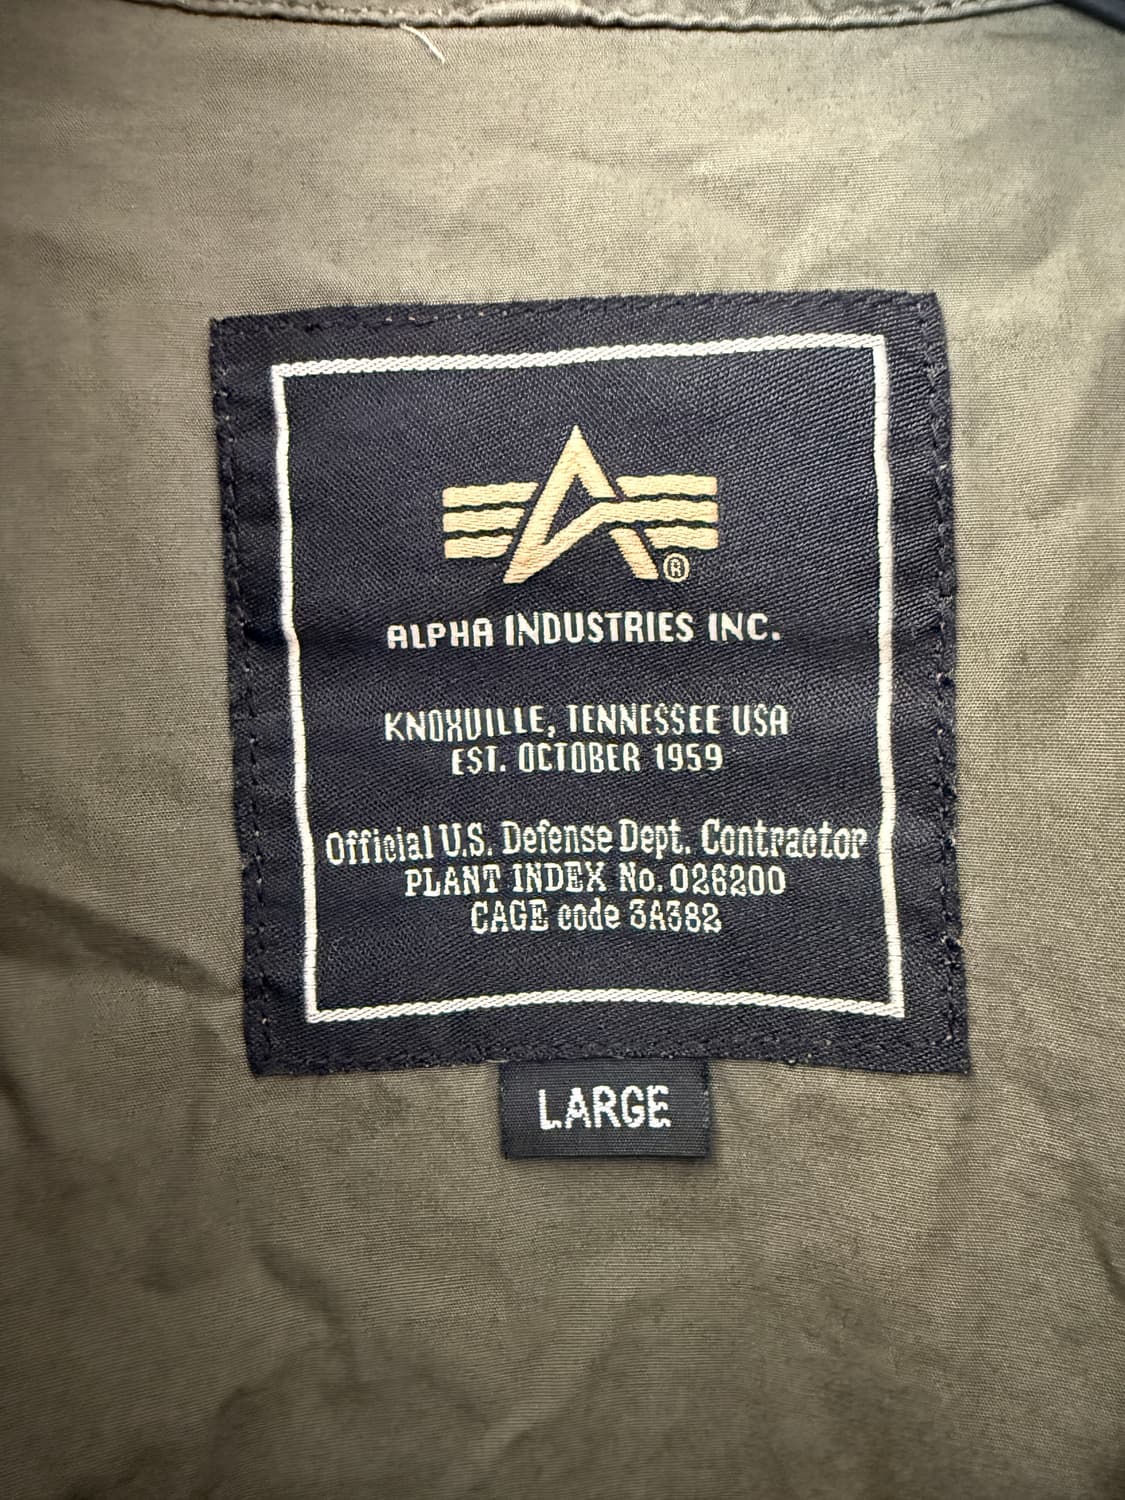 ®
ALPHA INDUSTRIES INC.
KNOXVILLE, TENNESSEE USA
EST. OCTOBER 1959
Official U.S. Defense Dept. Contractor
PLANT INDEX No. 026200
CAGE code 3A382
LARGE